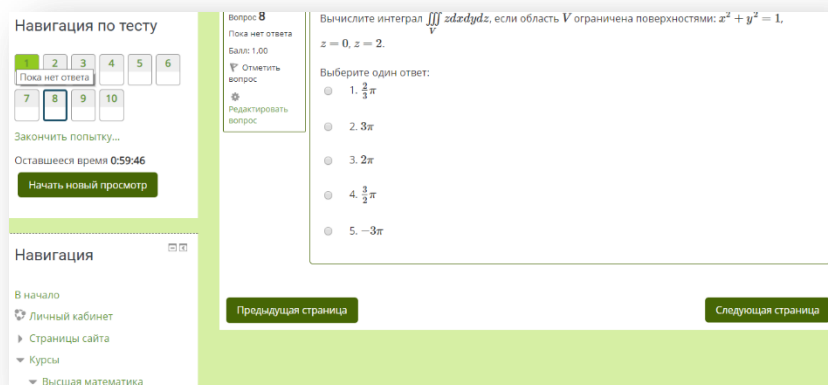 Навигация по тесту
1 2 3 4 5 6
Пока нет ответа
7 8 9 10
Закончить попытку...
Оставшееся время 0:59:46
Начать новый просмотр
Навигация
В начало
Личный кабинет
Страницы сайта
Курсы
Высшая математика
Вопрос 8
Пока нет ответа
Балл: 1,00
Отметить
вопрос
Редактировать
вопрос
Вычислите интеграл ∭_V zdxdydz, если область V ограничена поверхностями: x² + y² = 1,
z = 0, z = 2.
Выберите один ответ:
1. 2/3 π
2. 3π
3. 2π
4. 3/2 π
5. −3π
Предыдущая страница
Следующая страница